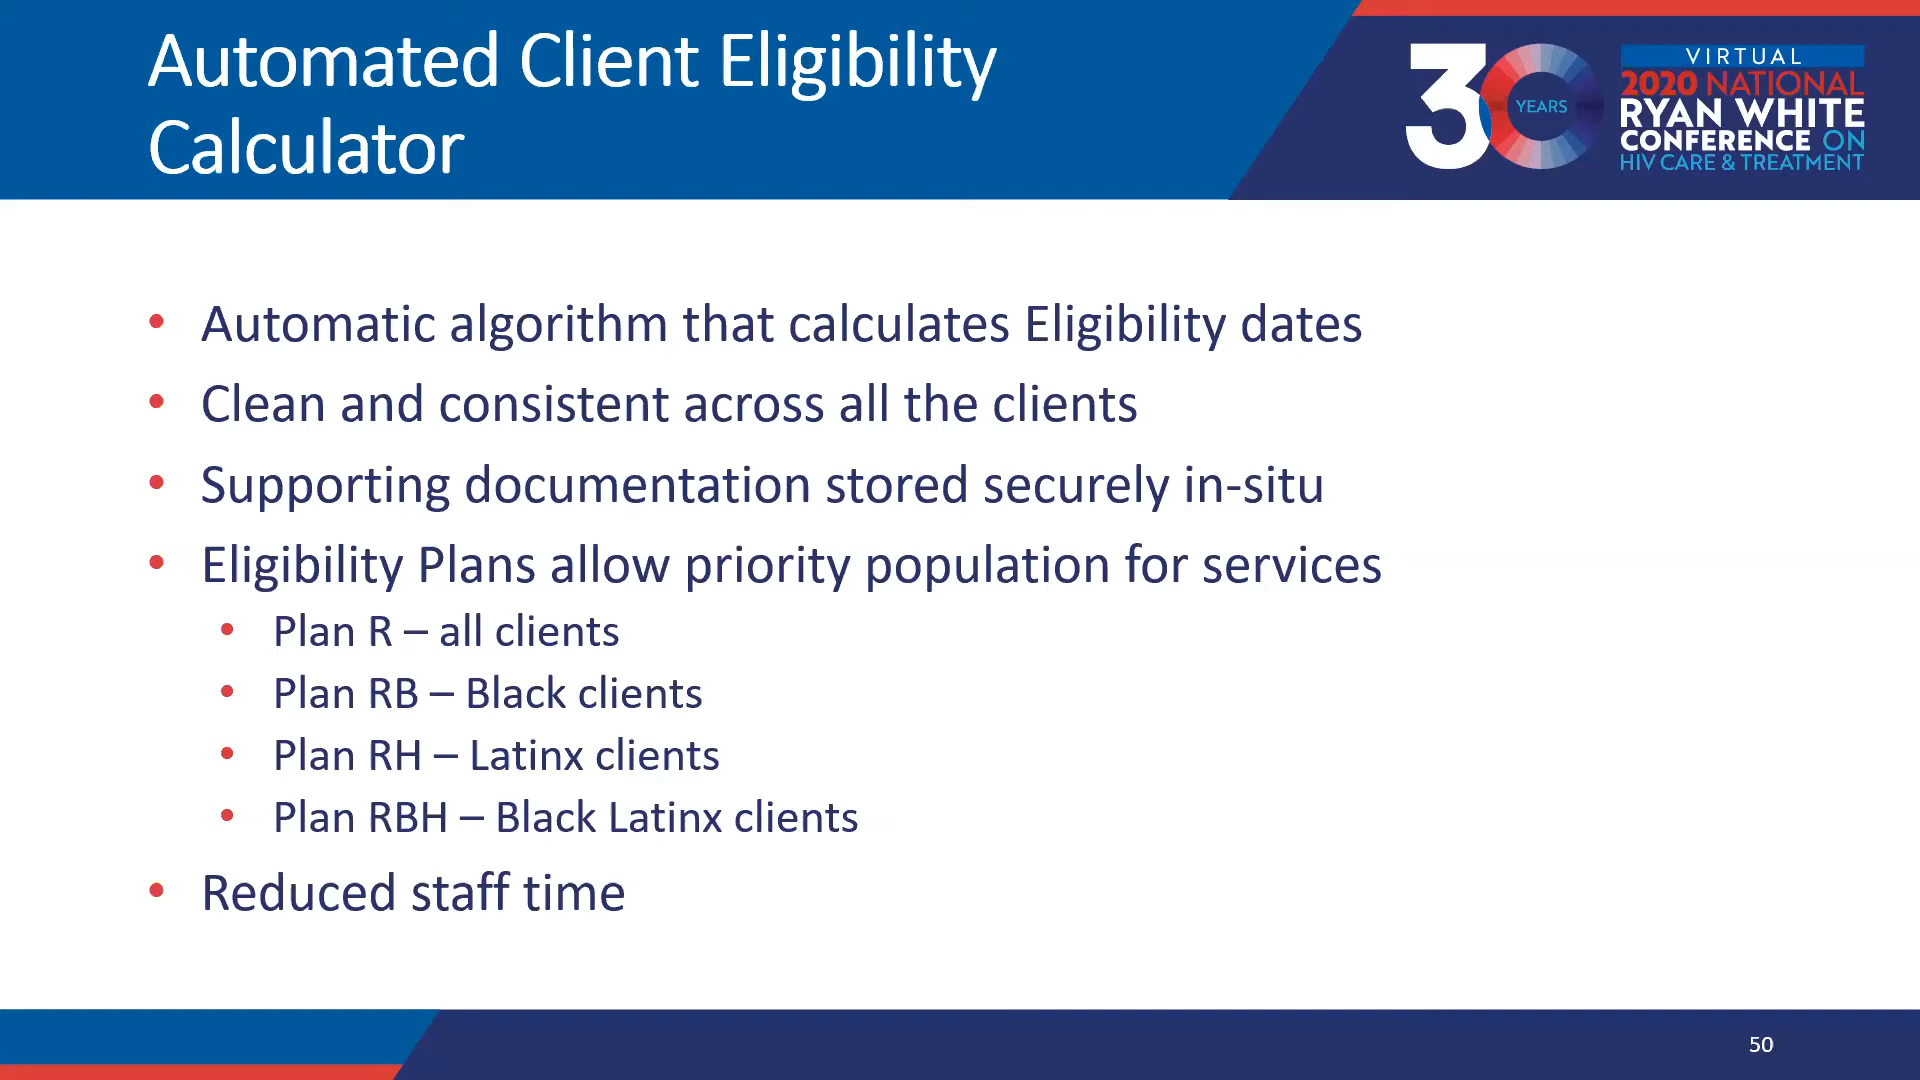 Automated Client Eligibility
Calculator
30
YEARS
VIRTUAL
2020 NATIONAL
RYAN WHITE
CONFERENCE ON
HIV CARE & TREATMENT
• Automatic algorithm that calculates Eligibility dates
• Clean and consistent across all the clients
• Supporting documentation stored securely in-situ
• Eligibility Plans allow priority population for services
• Plan R – all clients
• Plan RB – Black clients
• Plan RH – Latinx clients
• Plan RBH – Black Latinx clients
• Reduced staff time
50